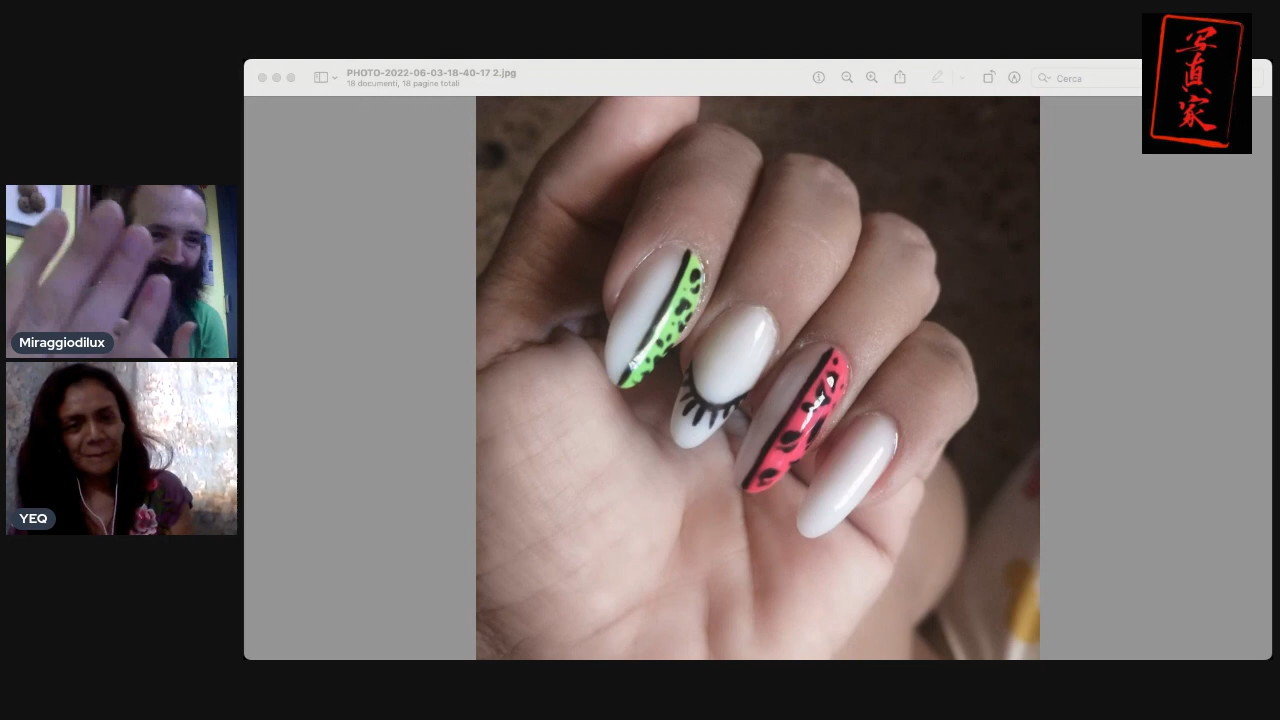 PHOTO-2022-06-03-18-40-17 2.jpg
18 documenti, 18 pagine totali
Cerca
写真家
Miraggiodilux
YEQ